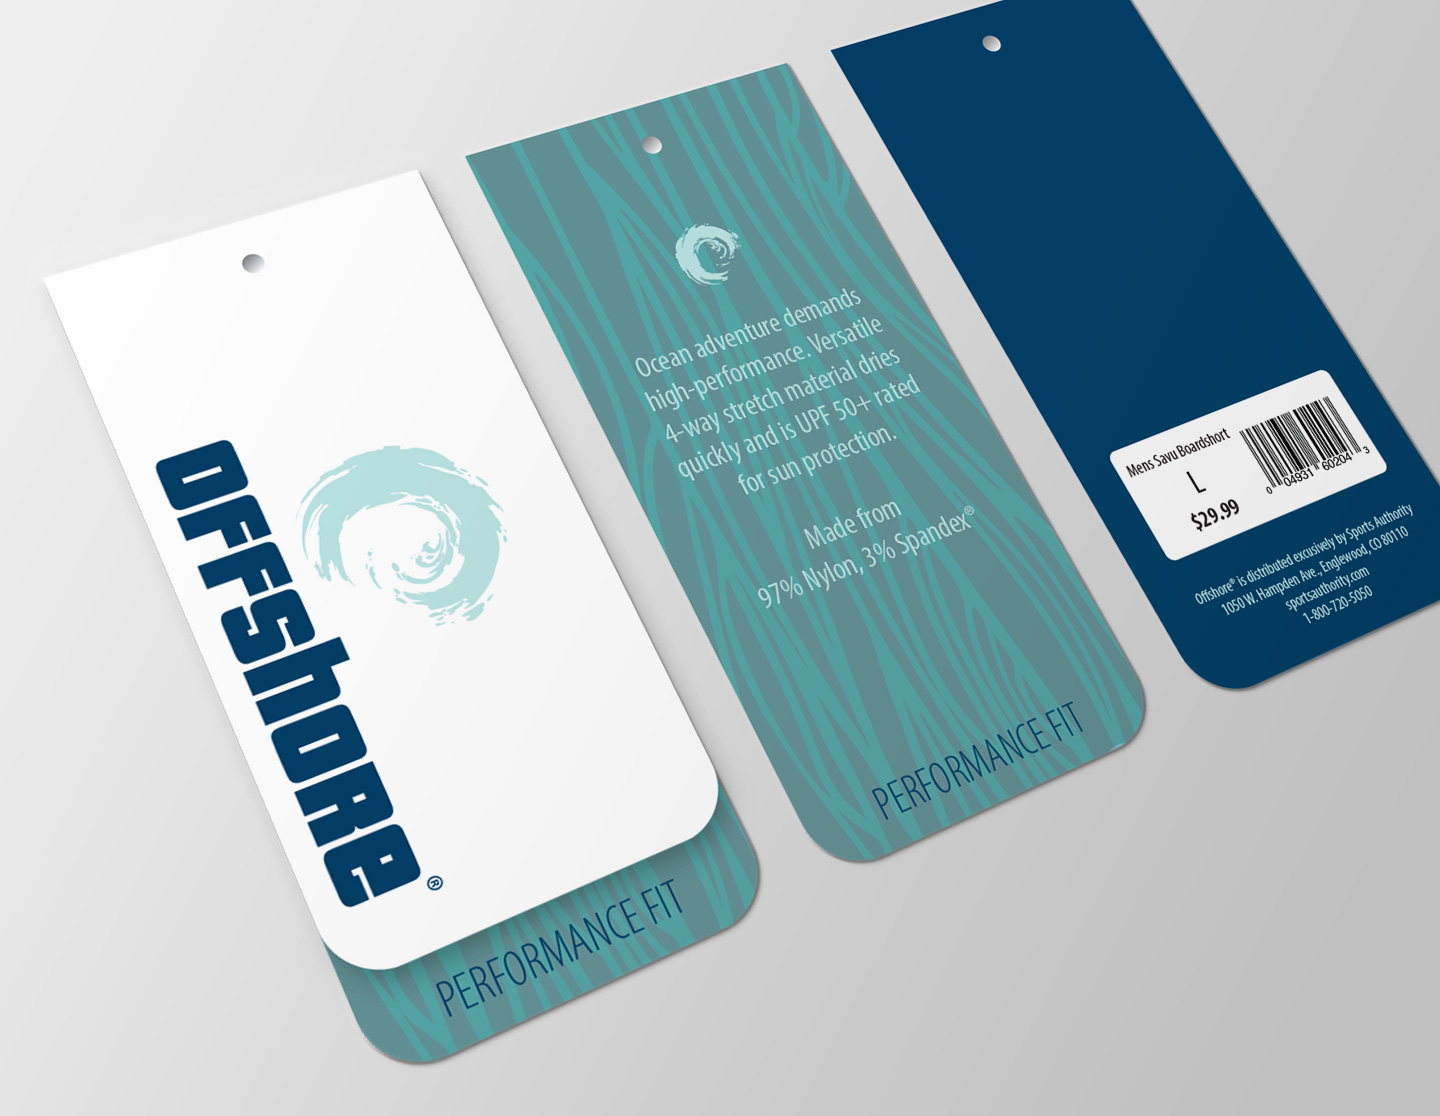 OFFSHORE®
PERFORMANCE FIT
Ocean adventure demands
high-performance. Versatile
4-way stretch material dries
quickly and is UPF 50+ rated
for sun protection.
Made from
97% Nylon, 3% Spandex®
PERFORMANCE FIT
Mens Savu Boardshort
L
$29.99
0 04931 60204 3
Offshore® is distributed excusively by Sports Authority
1050 W. Hampden Ave., Englewood, CO 80110
sportsauthority.com
1-800-720-5050